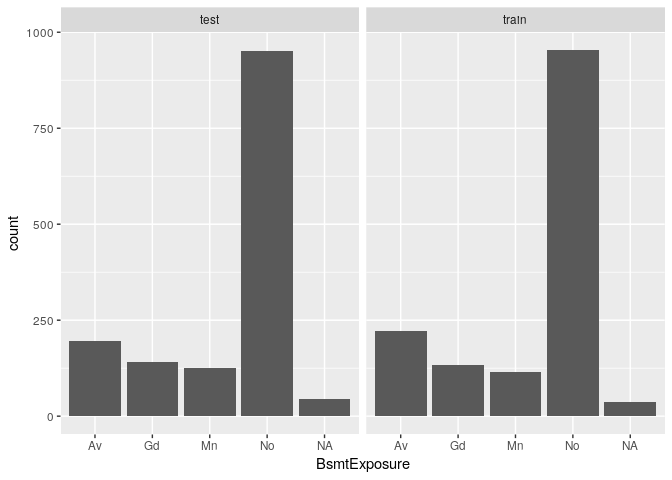 test train
1000
750
500
250
0
count
Av Gd Mn No NA Av Gd Mn No NA
BsmtExposure